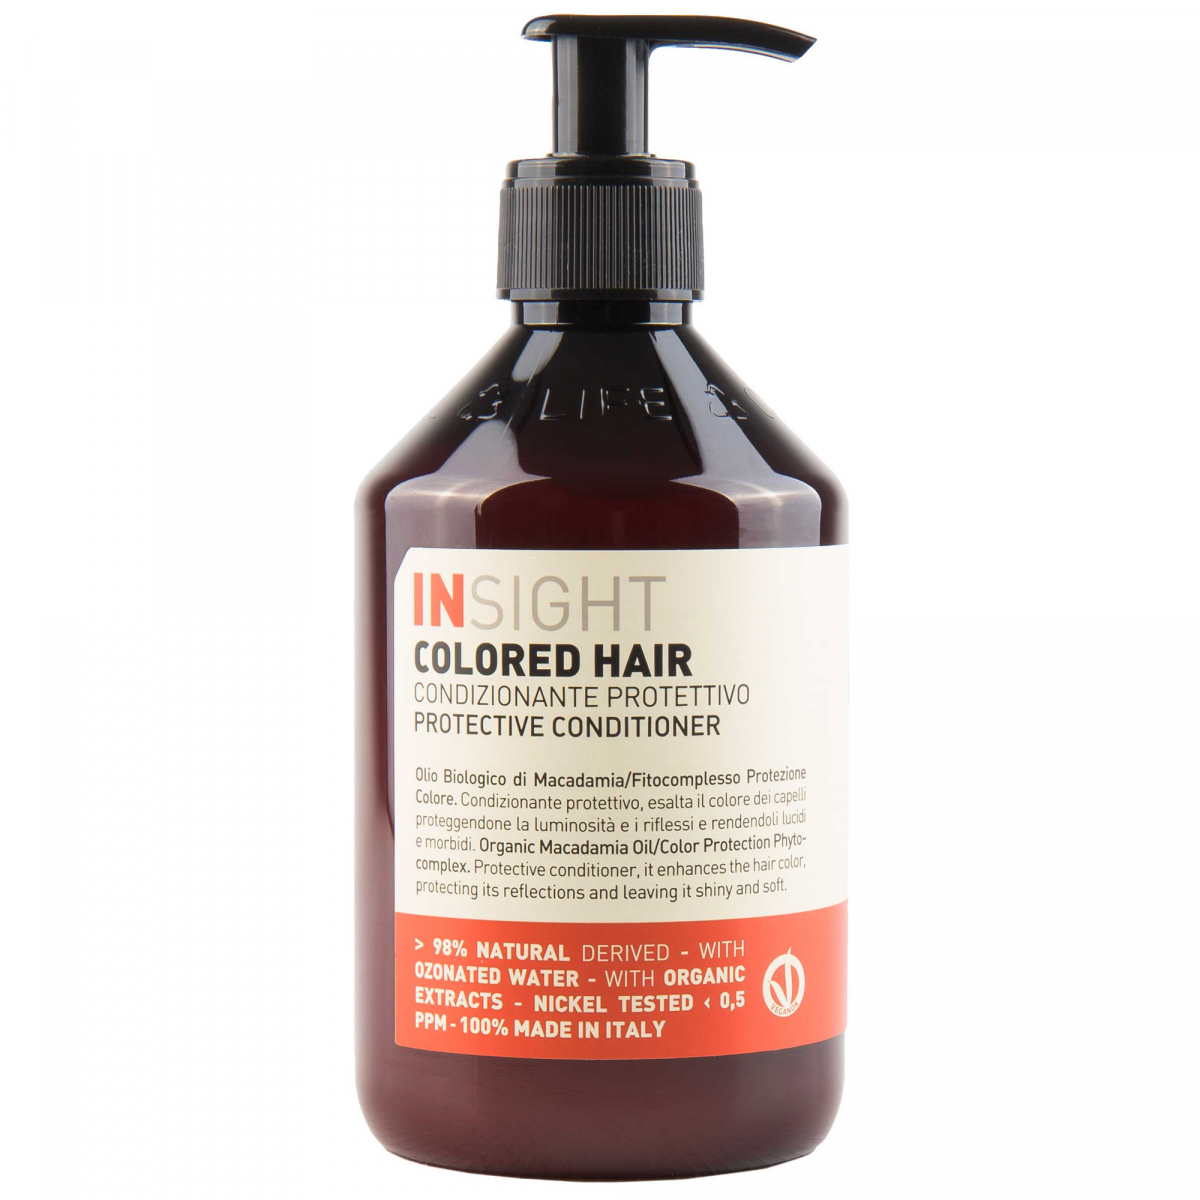 LIFE
INSIGHT
COLORED HAIR
CONDIZIONANTE PROTETTIVO
PROTECTIVE CONDITIONER
Olio Biologico di Macadamia/Fitocomplesso Protezione
Colore. Condizionante protettivo, esalta il colore dei capelli
proteggendone la luminosità e i riflessi e rendendoli lucidi
e morbidi. Organic Macadamia Oil/Color Protection Phyto-
complex. Protective conditioner, it enhances the hair color,
protecting its reflections and leaving it shiny and soft.
> 98% NATURAL DERIVED - WITH
OZONATED WATER - WITH ORGANIC
EXTRACTS - NICKEL TESTED < 0,5
PPM - 100% MADE IN ITALY
VEGANOK